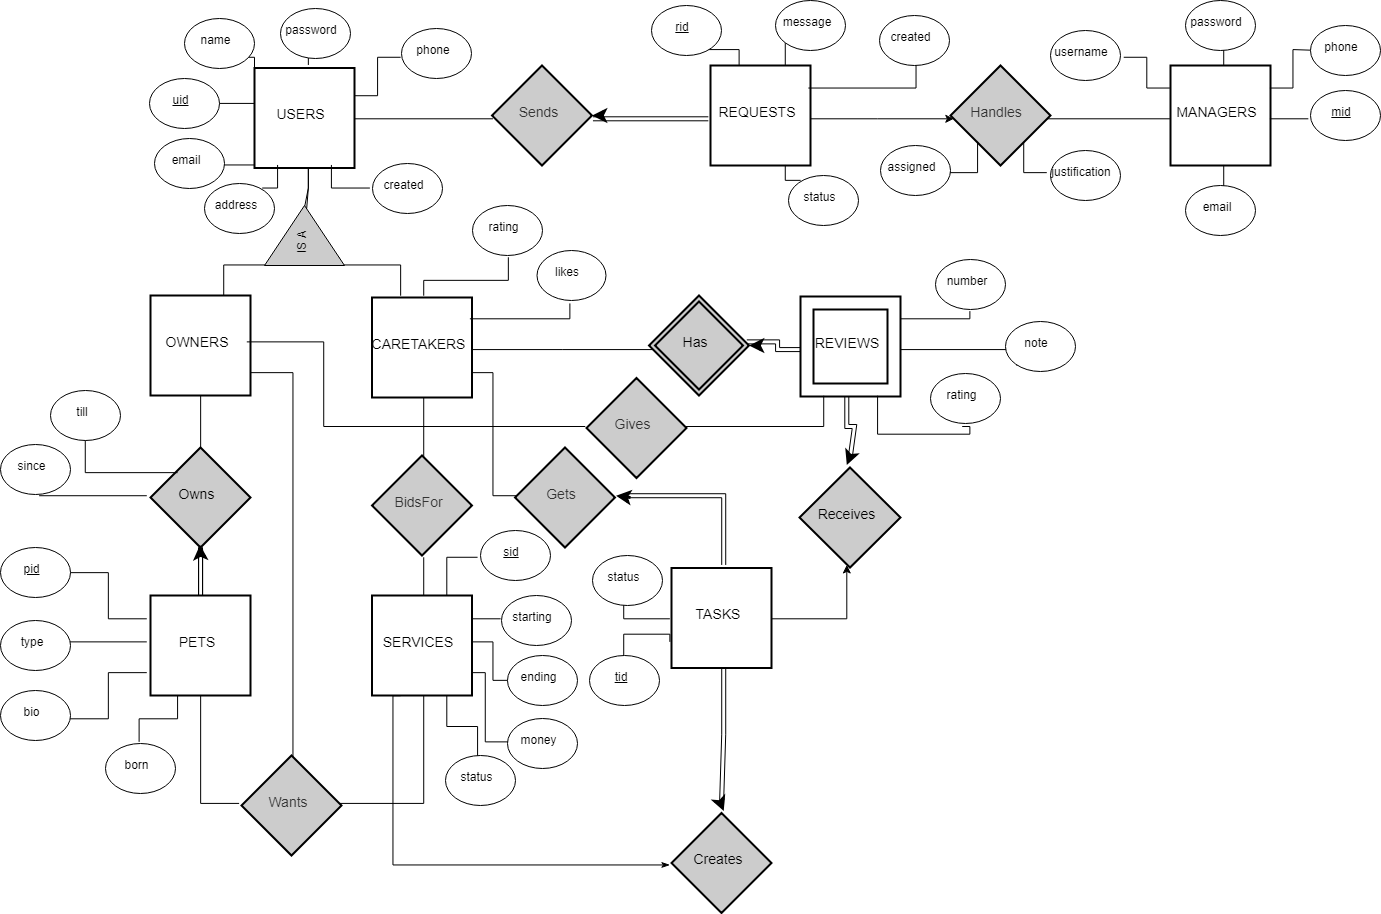 name
password
phone
uid
USERS
email
address
created
IS A
Sends
rid
message
created
REQUESTS
status
Handles
assigned
justification
username
password
phone
MANAGERS
mid
email
rating
likes
OWNERS
CARETAKERS
Has
REVIEWS
number
note
rating
till
since
Owns
Gives
BidsFor
Gets
Receives
pid
type
bio
born
PETS
sid
starting
ending
money
status
SERVICES
status
tid
TASKS
Wants
Creates